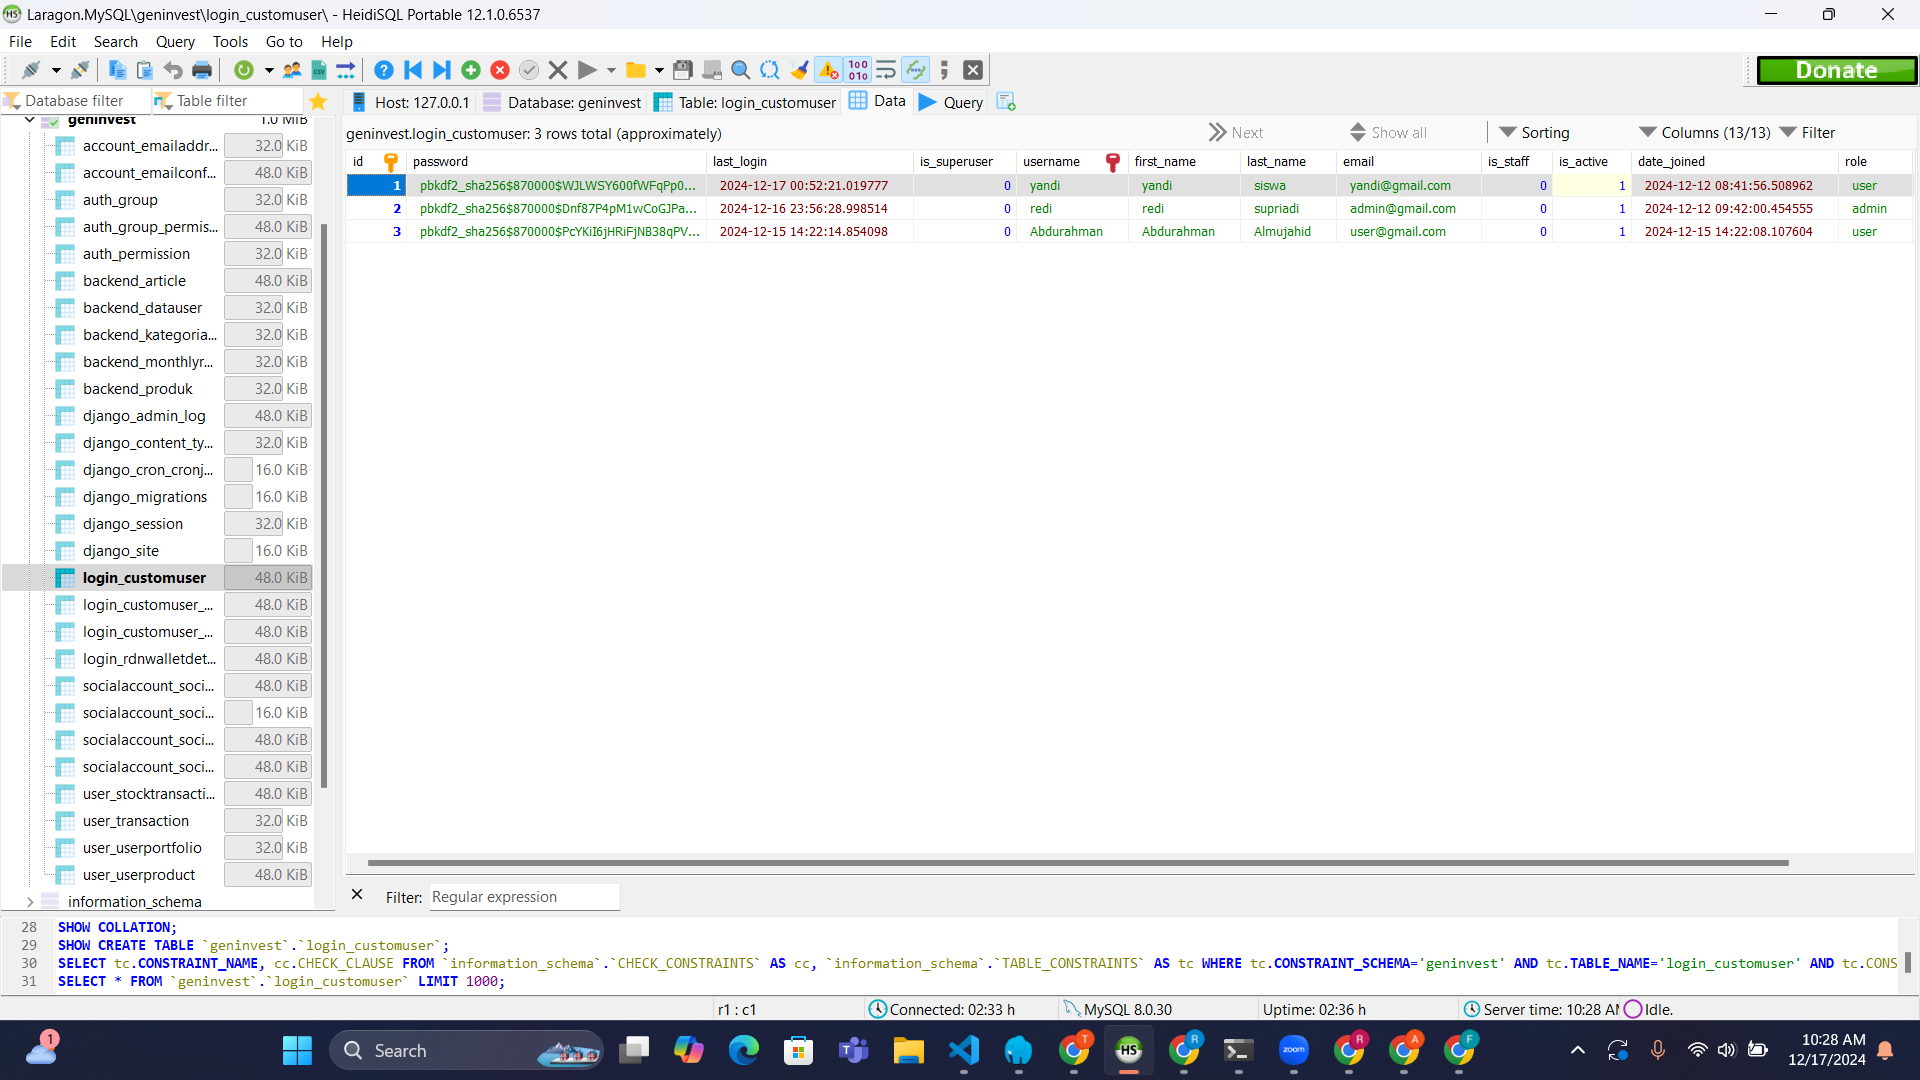 Laragon.MySQL\geninvest\login_customuser\ - HeidiSQL Portable 12.1.0.6537
File Edit Search Query Tools Go to Help
Donate
Database filter Table filter
Host: 127.0.0.1 Database: geninvest Table: login_customuser Data Query
geninvest 1.0 MiB
account_emailaddr... 32.0 KiB
account_emailconf... 48.0 KiB
auth_group 32.0 KiB
auth_group_permis... 48.0 KiB
auth_permission 32.0 KiB
backend_article 48.0 KiB
backend_datauser 32.0 KiB
backend_kategoria... 32.0 KiB
backend_monthlyr... 32.0 KiB
backend_produk 32.0 KiB
django_admin_log 48.0 KiB
django_content_ty... 32.0 KiB
django_cron_cronj... 16.0 KiB
django_migrations 16.0 KiB
django_session 32.0 KiB
django_site 16.0 KiB
login_customuser 48.0 KiB
login_customuser_... 48.0 KiB
login_customuser_... 48.0 KiB
login_rdnwalletdet... 48.0 KiB
socialaccount_soci... 48.0 KiB
socialaccount_soci... 16.0 KiB
socialaccount_soci... 48.0 KiB
socialaccount_soci... 48.0 KiB
user_stocktransacti... 48.0 KiB
user_transaction 32.0 KiB
user_userportfolio 32.0 KiB
user_userproduct 48.0 KiB
information_schema
geninvest.login_customuser: 3 rows total (approximately) Next Show all Sorting Columns (13/13) Filter
id password last_login is_superuser username first_name last_name email is_staff is_active date_joined role
1 pbkdf2_sha256$870000$WJLWSY600fWFqPp0... 2024-12-17 00:52:21.019777 0 yandi yandi siswa yandi@gmail.com 0 1 2024-12-12 08:41:56.508962 user
2 pbkdf2_sha256$870000$Dnf87P4pM1wCoGJPa... 2024-12-16 23:56:28.998514 0 redi redi supriadi admin@gmail.com 0 1 2024-12-12 09:42:00.454555 admin
3 pbkdf2_sha256$870000$PcYKiI6jHRiFjNB38qPV... 2024-12-15 14:22:14.854098 0 Abdurahman Abdurahman Almujahid user@gmail.com 0 1 2024-12-15 14:22:08.107604 user
Filter: Regular expression
28 SHOW COLLATION;
29 SHOW CREATE TABLE `geninvest`.`login_customuser`;
30 SELECT tc.CONSTRAINT_NAME, cc.CHECK_CLAUSE FROM `information_schema`.`CHECK_CONSTRAINTS` AS cc, `information_schema`.`TABLE_CONSTRAINTS` AS tc WHERE tc.CONSTRAINT_SCHEMA='geninvest' AND tc.TABLE_NAME='login_customuser' AND tc.CONS
31 SELECT * FROM `geninvest`.`login_customuser` LIMIT 1000;
r1 : c1 Connected: 02:33 h MySQL 8.0.30 Uptime: 02:36 h Server time: 10:28 AM Idle.
1 Search zoom 10:28 AM
12/17/2024